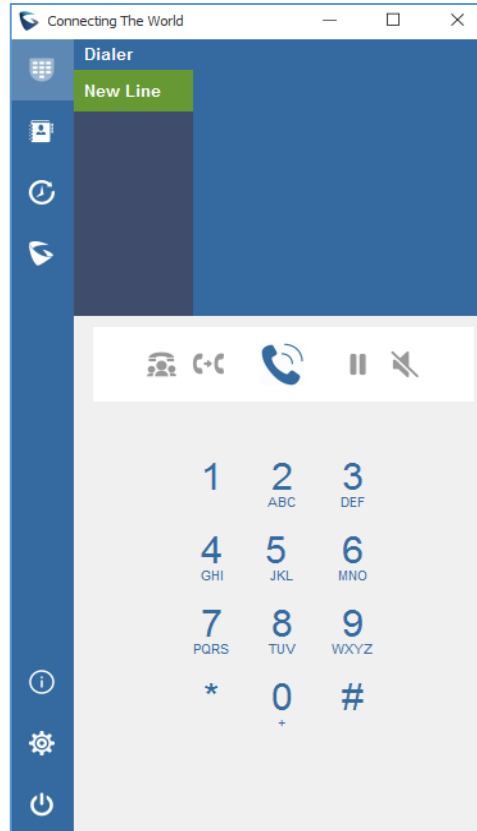 Connecting The World
Dialer
New Line
1 2 3
ABC DEF
4 5 6
GHI JKL MNO
7 8 9
PQRS TUV WXYZ
* 0 #
+